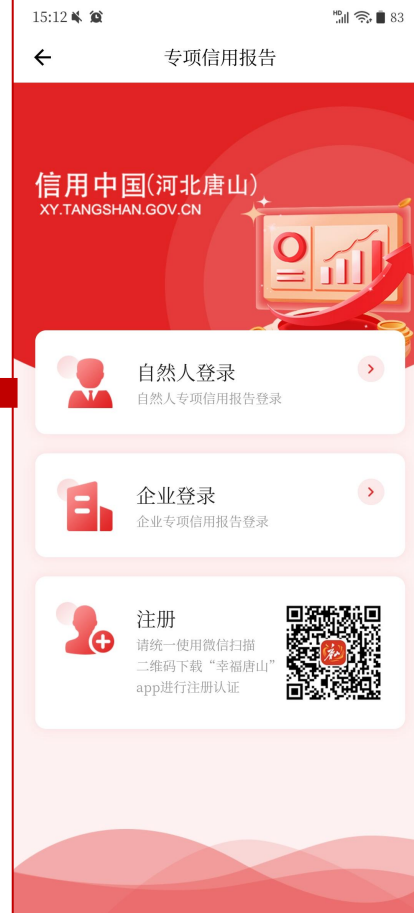 15:12 HD 83
专项信用报告
信用中国(河北唐山)
XY.TANGSHAN.GOV.CN
自然人登录
自然人专项信用报告登录
企业登录
企业专项信用报告登录
注册
请统一使用微信扫描
二维码下载“幸福唐山”
app进行注册认证